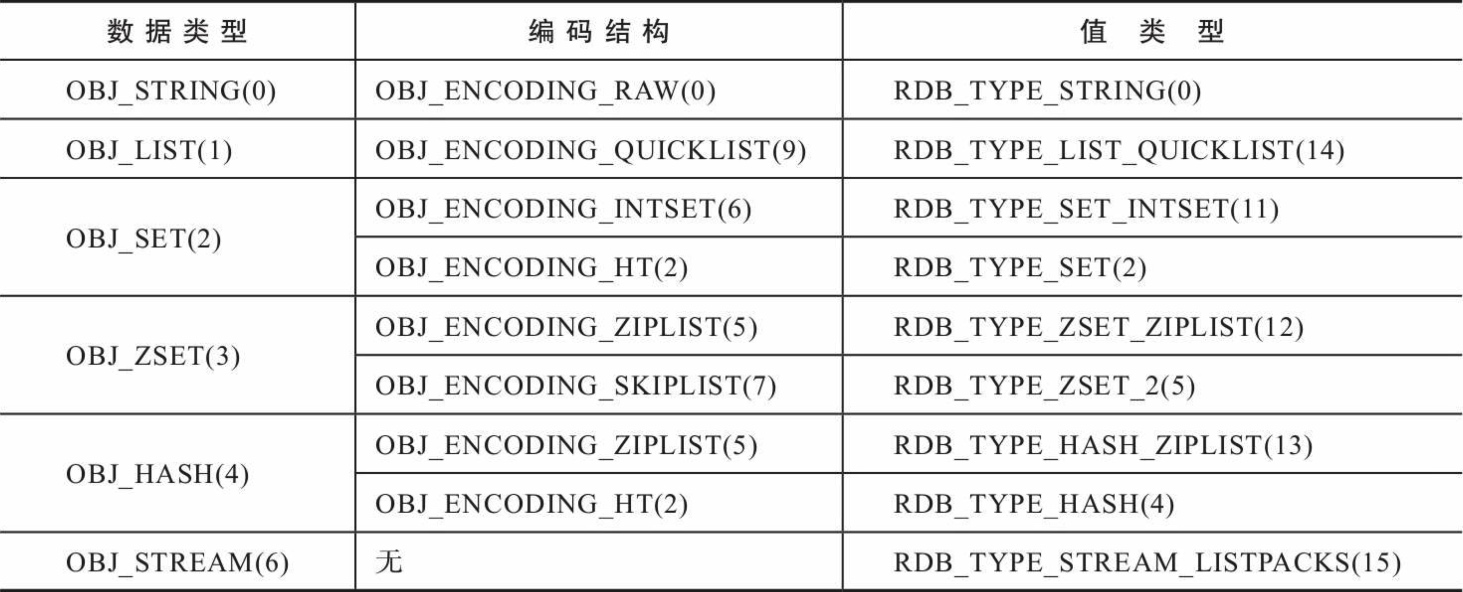 数据类型 编码结构 值类型
OBJ_STRING(0) OBJ_ENCODING_RAW(0) RDB_TYPE_STRING(0)
OBJ_LIST(1) OBJ_ENCODING_QUICKLIST(9) RDB_TYPE_LIST_QUICKLIST(14)
OBJ_SET(2) OBJ_ENCODING_INTSET(6) RDB_TYPE_SET_INTSET(11)
OBJ_ENCODING_HT(2) RDB_TYPE_SET(2)
OBJ_ZSET(3) OBJ_ENCODING_ZIPLIST(5) RDB_TYPE_ZSET_ZIPLIST(12)
OBJ_ENCODING_SKIPLIST(7) RDB_TYPE_ZSET_2(5)
OBJ_HASH(4) OBJ_ENCODING_ZIPLIST(5) RDB_TYPE_HASH_ZIPLIST(13)
OBJ_ENCODING_HT(2) RDB_TYPE_HASH(4)
OBJ_STREAM(6) 无 RDB_TYPE_STREAM_LISTPACKS(15)